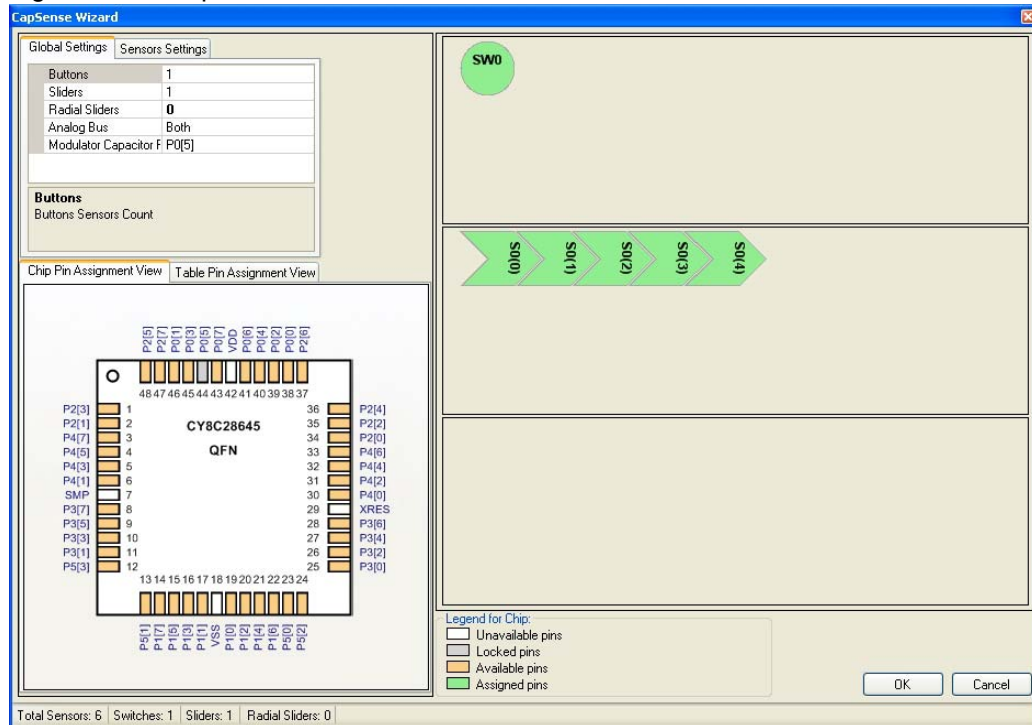 CapSense Wizard
Global Settings Sensors Settings
Buttons 1
Sliders 1
Radial Sliders 0
Analog Bus Both
Modulator Capacitor F P0[5]
Buttons
Buttons Sensors Count
Chip Pin Assignment View Table Pin Assignment View
P2[5] P2[7] P0[1] P0[3] P0[5] P0[7] VDD P0[6] P0[4] P0[2] P0[0] P2[6]
48 47 46 45 44 43 42 41 40 39 38 37
P2[3] 1 36 P2[4]
P2[1] 2 CY8C28645 35 P2[2]
P4[7] 3 34 P2[0]
P4[5] 4 QFN 33 P4[6]
P4[3] 5 32 P4[4]
P4[1] 6 31 P4[2]
SMP 7 30 P4[0]
P3[7] 8 29 XRES
P3[5] 9 28 P3[6]
P3[3] 10 27 P3[4]
P3[1] 11 26 P3[2]
P5[3] 12 25 P3[0]
13 14 15 16 17 18 19 20 21 22 23 24
P5[1] P1[7] P1[5] P1[3] P1[1] VSS P1[0] P1[2] P1[4] P1[6] P5[0] P5[2]
SW0
S0(0) S0(1) S0(2) S0(3) S0(4)
Legend for Chip:
Unavailable pins
Locked pins
Available pins
Assigned pins
OK Cancel
Total Sensors: 6 Switches: 1 Sliders: 1 Radial Sliders: 0